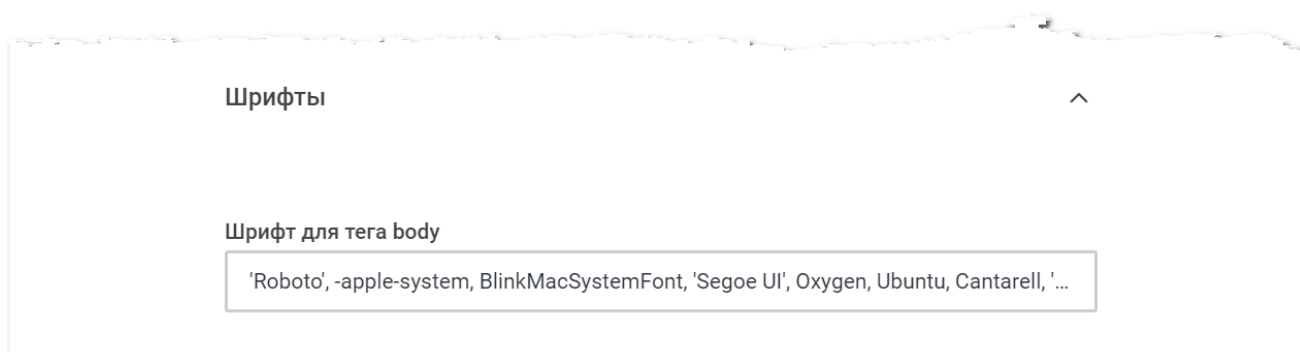 Шрифты
Шрифт для тега body
'Roboto', -apple-system, BlinkMacSystemFont, 'Segoe UI', Oxygen, Ubuntu, Cantarell, '...